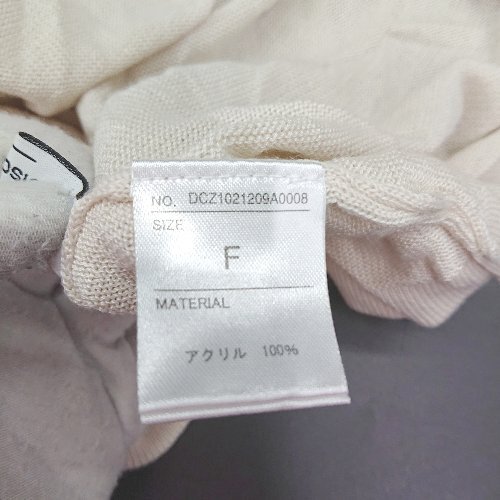 NO. DCZ1021209A0008
SIZE
F
MATERIAL
アクリル 100%